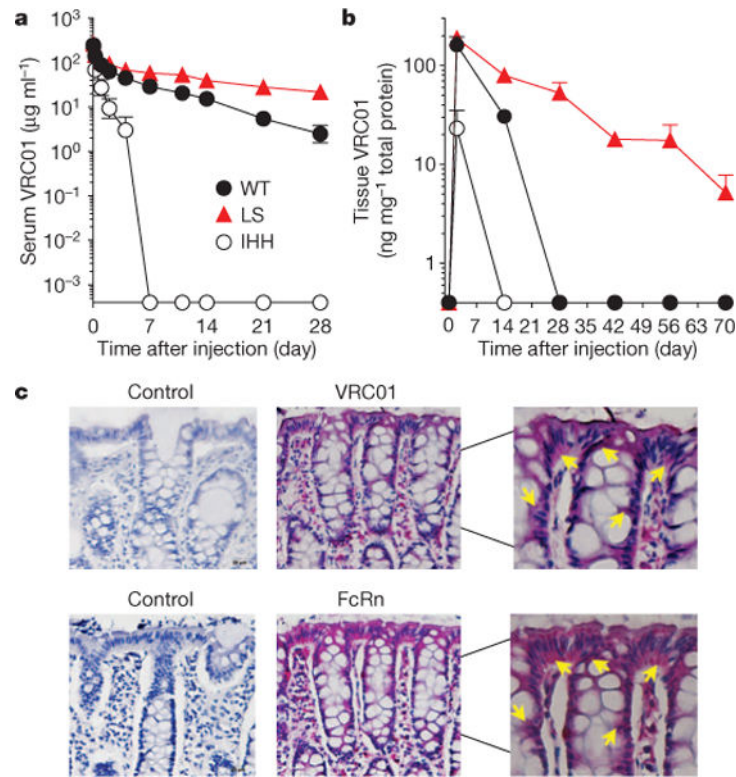 a
b
Serum VRC01 (µg ml⁻¹)
10³
10²
10¹
10⁰
10⁻¹
10⁻²
10⁻³
WT
LS
IHH
0 7 14 21 28
Time after injection (day)
Tissue VRC01
(ng mg⁻¹ total protein)
100
10
1
0 7 14 28 35 42 49 56 63 70
Time after injection (day)
c
Control
VRC01
Control
FcRn